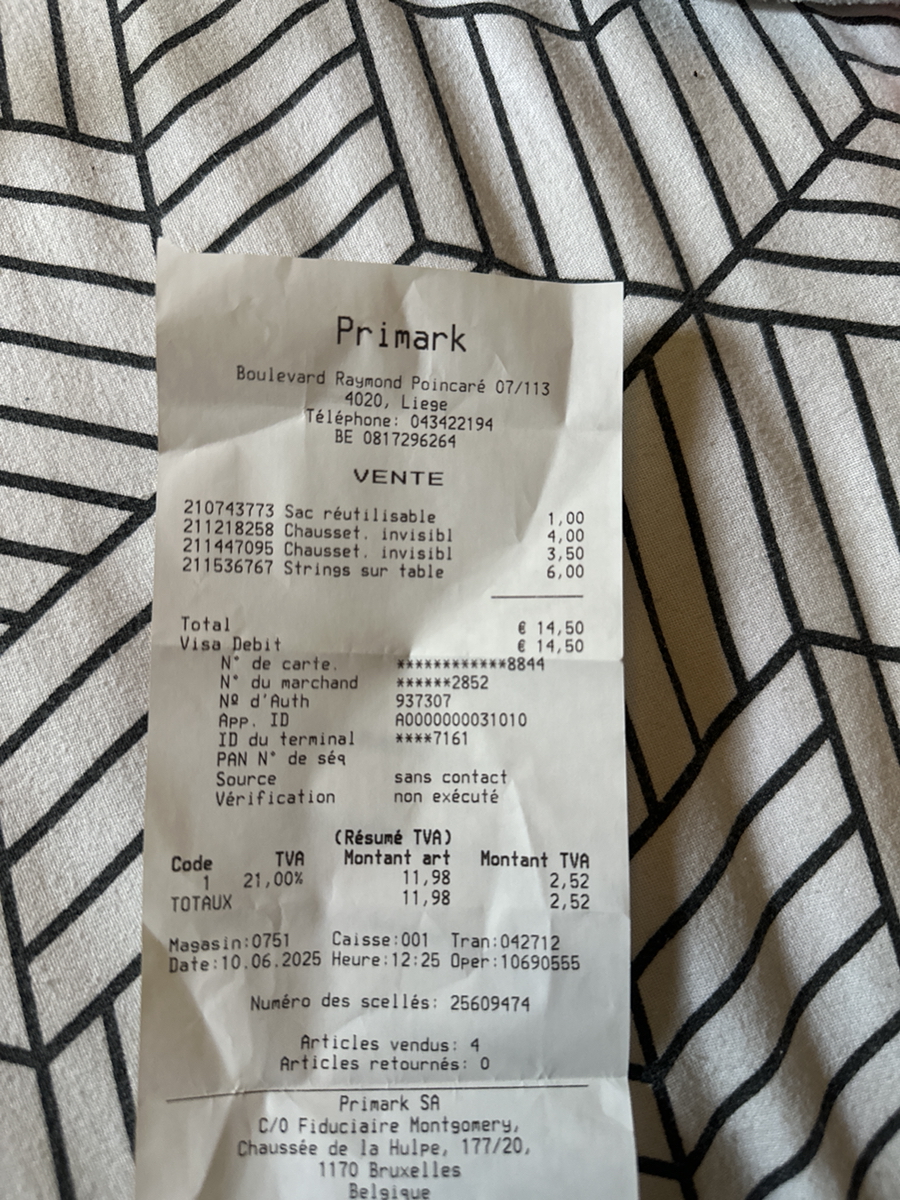 Primark
Boulevard Raymond Poincaré 07/113
4020, Liege
Téléphone: 043422194
BE 0817296264
VENTE
210743773 Sac réutilisable 1,00
211218258 Chausset. invisibl 4,00
211447095 Chausset. invisibl 3,50
211536767 Strings sur table 6,00
Total € 14,50
Visa Debit € 14,50
N° de carte. ************8844
N° du marchand ******2852
Nº d'Auth 937307
App. ID A0000000031010
ID du terminal ****7161
PAN N° de séq
Source sans contact
Vérification non exécuté
(Résumé TVA)
Code TVA Montant art Montant TVA
1 21,00% 11,98 2,52
TOTAUX 11,98 2,52
Magasin:0751 Caisse:001 Tran:042712
Date:10.06.2025 Heure:12:25 Oper:10690555
Numéro des scellés: 25609474
Articles vendus: 4
Articles retournés: 0
Primark SA
C/O Fiduciaire Montgomery,
Chaussée de la Hulpe, 177/20,
1170 Bruxelles
Belgique